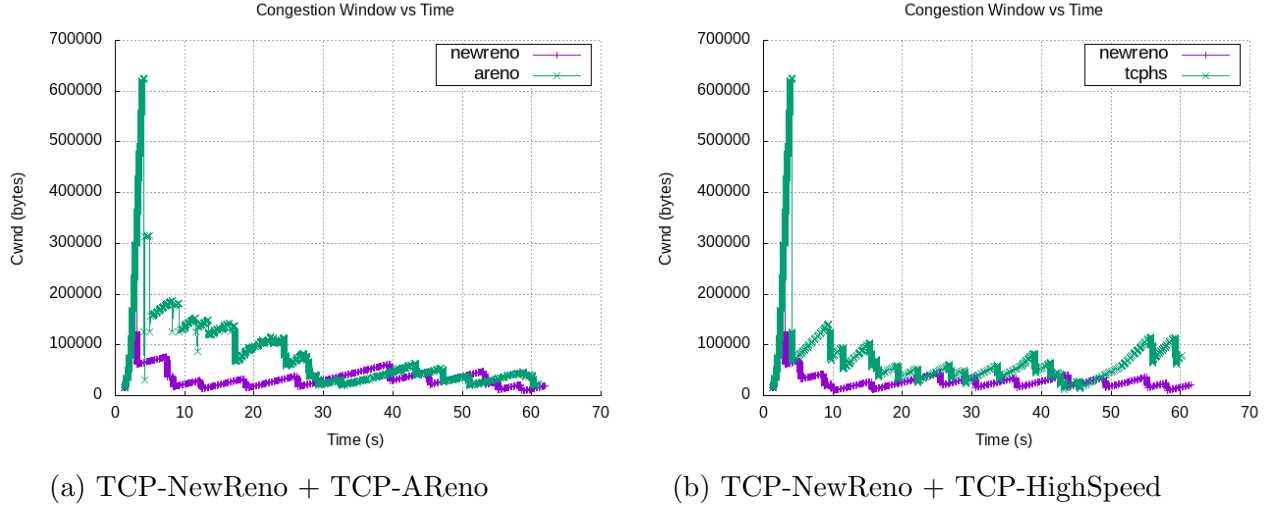 Congestion Window vs Time
700000
600000
500000
400000
300000
200000
100000
0
Cwnd (bytes)
newreno
areno
0 10 20 30 40 50 60 70
Time (s)
(a) TCP-NewReno + TCP-AReno
Congestion Window vs Time
700000
600000
500000
400000
300000
200000
100000
0
Cwnd (bytes)
newreno
tcphs
0 10 20 30 40 50 60 70
Time (s)
(b) TCP-NewReno + TCP-HighSpeed